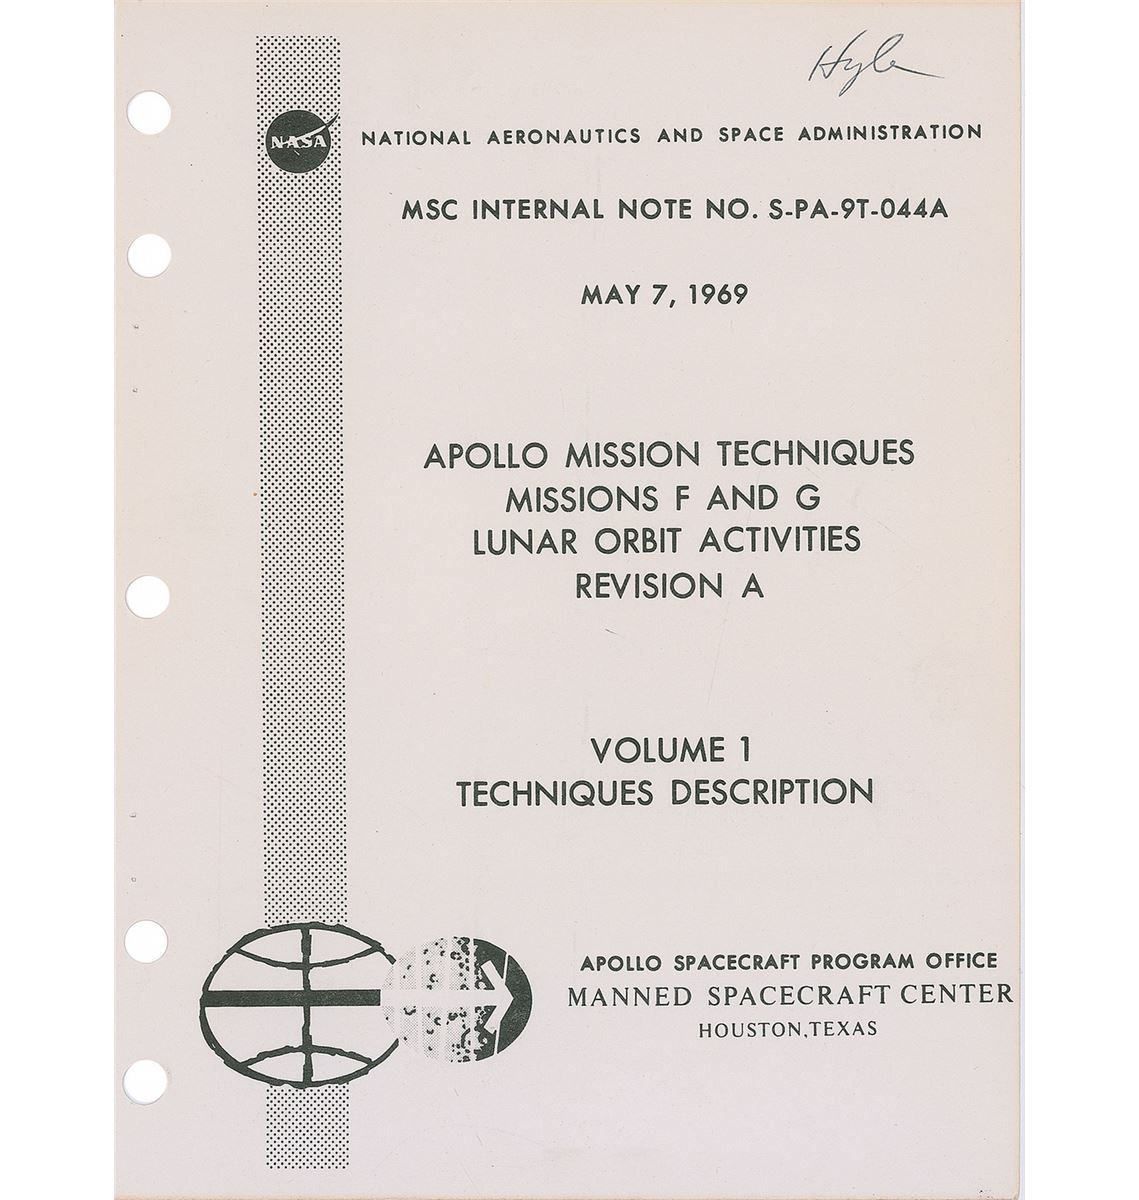 Hyle
NASA
NATIONAL AERONAUTICS AND SPACE ADMINISTRATION
MSC INTERNAL NOTE NO. S-PA-9T-044A
MAY 7, 1969
APOLLO MISSION TECHNIQUES
MISSIONS F AND G
LUNAR ORBIT ACTIVITIES
REVISION A
VOLUME 1
TECHNIQUES DESCRIPTION
APOLLO SPACECRAFT PROGRAM OFFICE
MANNED SPACECRAFT CENTER
HOUSTON,TEXAS